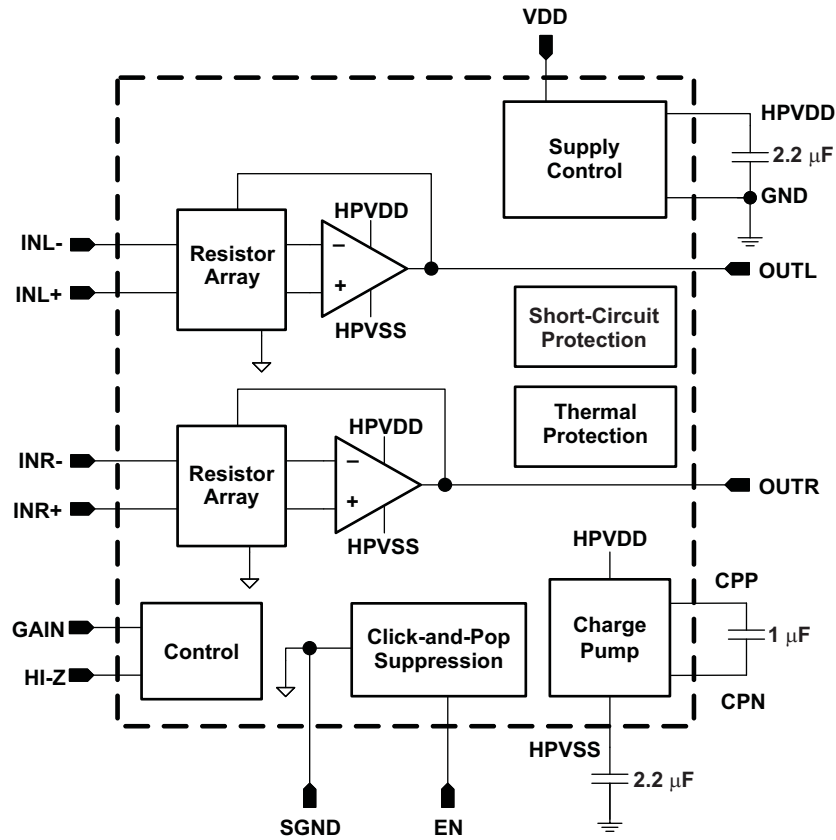 VDD
HPVDD
Supply
Control
2.2 μF
GND
HPVDD
INL-
Resistor
Array
−
INL+
+
OUTL
HPVSS
Short-Circuit
Protection
Thermal
Protection
HPVDD
INR-
Resistor
Array
−
INR+
+
OUTR
HPVSS
HPVDD
CPP
GAIN
Control
HI-Z
Click-and-Pop
Suppression
Charge
Pump
1 μF
CPN
HPVSS
2.2 μF
SGND
EN